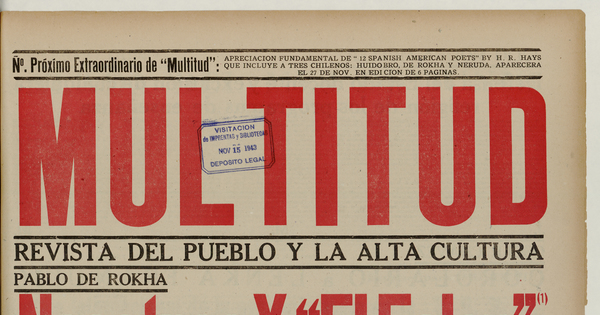 Nº. Próximo Extraordinario de “Multitud”:
APRECIACION FUNDAMENTAL DE “ 12 SPANISH AMERICAN POETS” BY H. R. HAYS
QUE INCLUYE A TRES CHILENOS: HUIDOBRO, DE ROKHA Y NERUDA. APARECERA
EL 27 DE NOV. EN EDICION DE 6 PAGINAS.
MULTITUD
VISITACION
de IMPRENTAS y BIBLIOTECAS
NOV 15 1943
DEPOSITO LEGAL
REVISTA DEL PUEBLO Y LA ALTA CULTURA
PABLO DE ROKHA
Y “ ” (1)